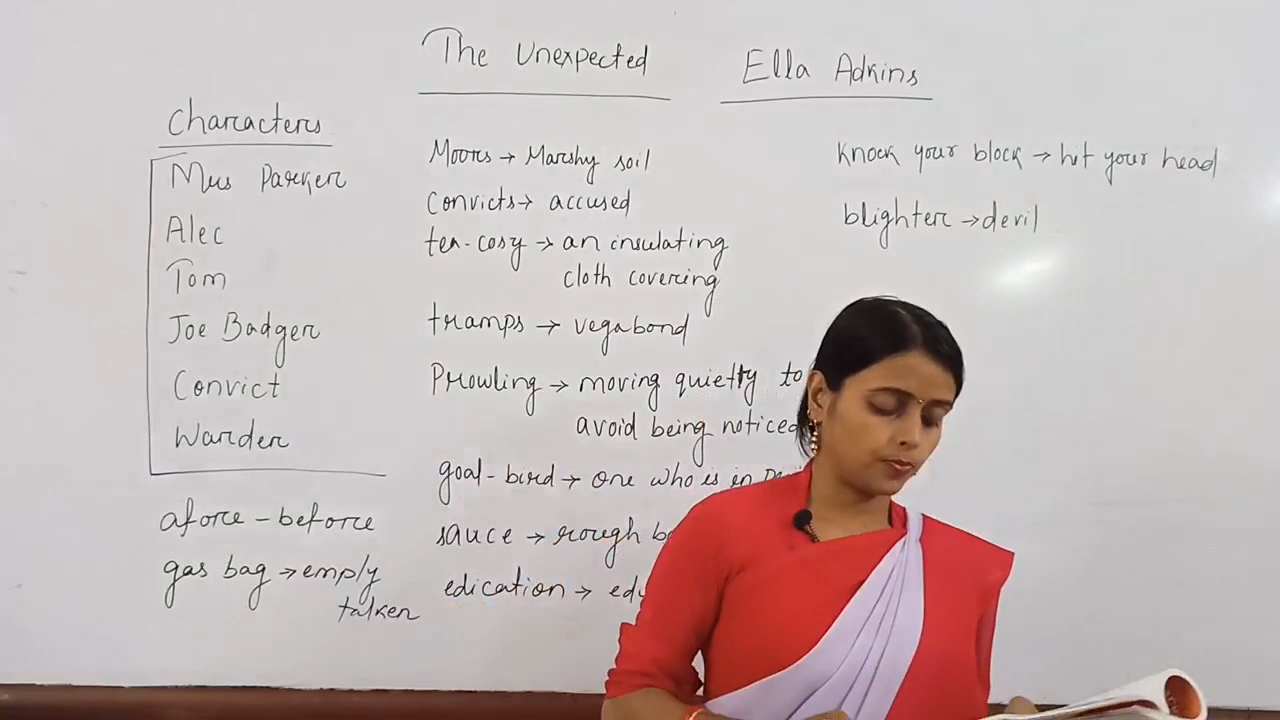 The Unexpected
Ella Adkins
Characters
Mrs Parker
Alec
Tom
Joe Badger
Convict
Warder
afore - before
gas bag → empty
talker
Moors → Marshy soil
Convicts → accused
tea-cosy → an insulating
cloth covering
tramps → vegabond
Prowling → moving quietly to
avoid being noticed
goal-bird → one who is in
sauce → rough
edication →
Knock your block → hit your head
blighter → devil